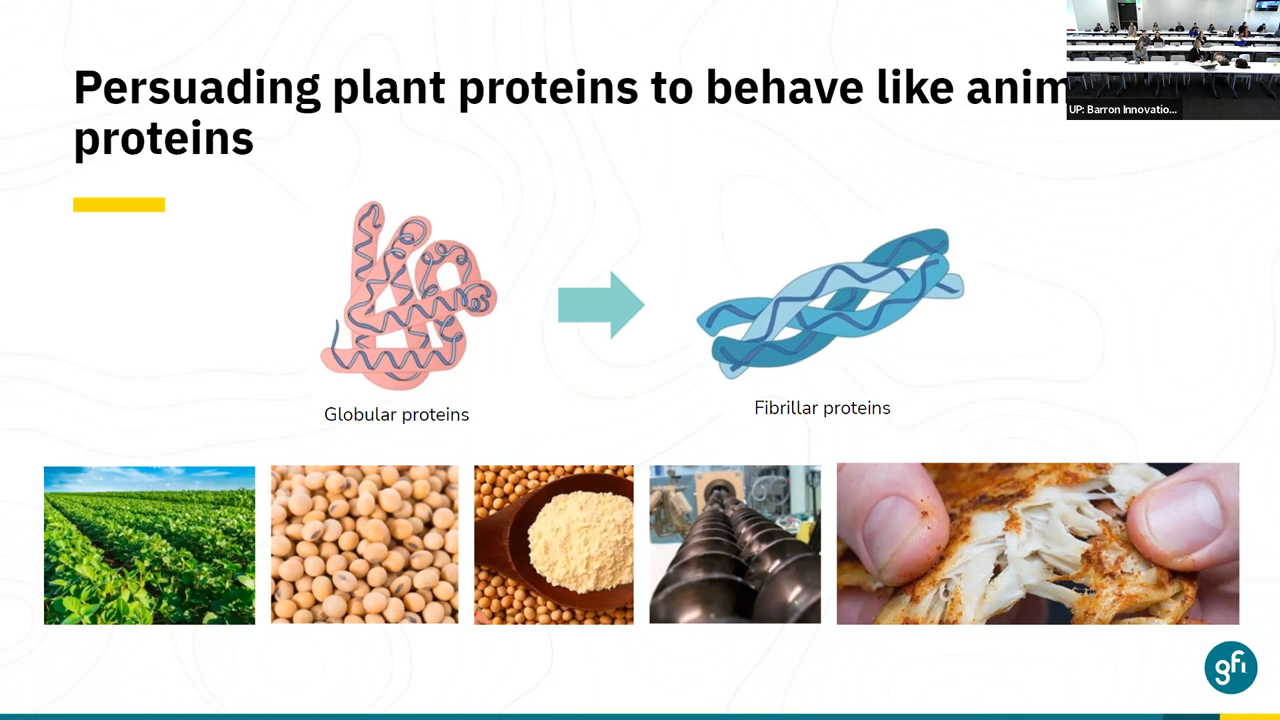 Persuading plant proteins to behave like anim
proteins
UP: Barron Innovatio...
Globular proteins
Fibrillar proteins
gfi